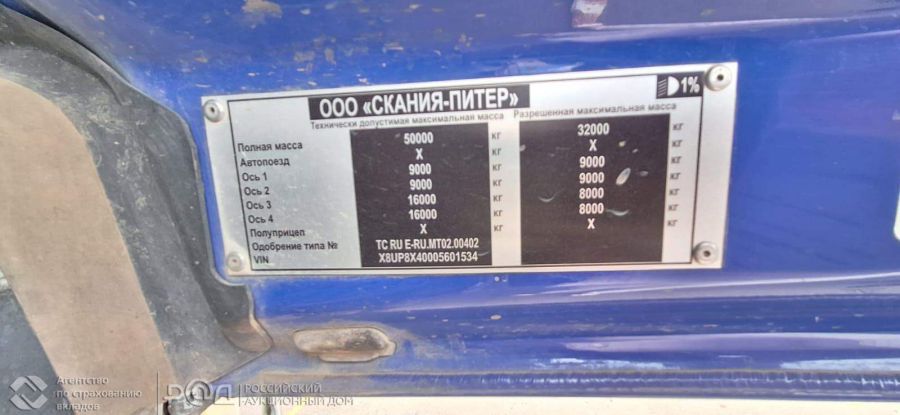 ООО «СКАНИЯ-ПИТЕР»
1%
Технически допустимая максимальная масса Разрешенная максимальная масса
Полная масса 50000 кг 32000 кг
Автопоезд X X
Ось 1 9000 кг 9000 кг
Ось 2 9000 кг 9000 кг
Ось 3 16000 кг 8000 кг
Ось 4 16000 кг 8000 кг
Полуприцеп X кг X кг
Одобрение типа № TC RU E-RU.MT02.00402
VIN X8UP8X40005601534
Агентство
по страхованию
вкладов
РАД
РОССИЙСКИЙ
АУКЦИОННЫЙ ДОМ